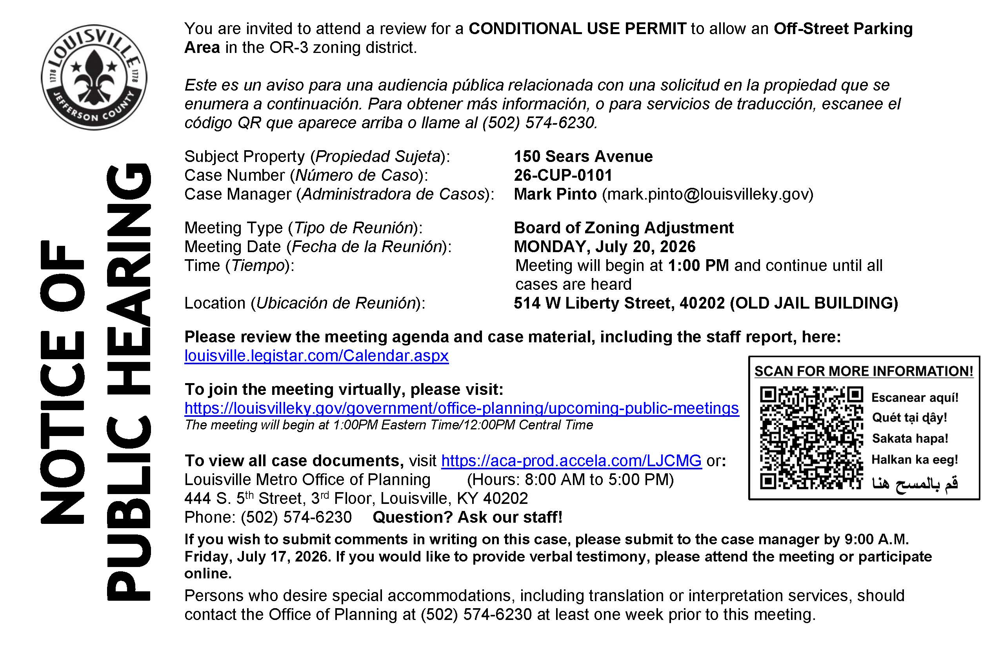 LOUISVILLE
1778 1778
JEFFERSON COUNTY
NOTICE OF
PUBLIC HEARING
You are invited to attend a review for a CONDITIONAL USE PERMIT to allow an Off-Street Parking
Area in the OR-3 zoning district.
Este es un aviso para una audiencia pública relacionada con una solicitud en la propiedad que se
enumera a continuación. Para obtener más información, o para servicios de traducción, escanee el
código QR que aparece arriba o llame al (502) 574-6230.
Subject Property (Propiedad Sujeta): 150 Sears Avenue
Case Number (Número de Caso): 26-CUP-0101
Case Manager (Administradora de Casos): Mark Pinto (mark.pinto@louisvilleky.gov)
Meeting Type (Tipo de Reunión): Board of Zoning Adjustment
Meeting Date (Fecha de la Reunión): MONDAY, July 20, 2026
Time (Tiempo): Meeting will begin at 1:00 PM and continue until all
cases are heard
Location (Ubicación de Reunión): 514 W Liberty Street, 40202 (OLD JAIL BUILDING)
Please review the meeting agenda and case material, including the staff report, here:
louisville.legistar.com/Calendar.aspx
To join the meeting virtually, please visit:
https://louisvilleky.gov/government/office-planning/upcoming-public-meetings
The meeting will begin at 1:00PM Eastern Time/12:00PM Central Time
To view all case documents, visit https://aca-prod.accela.com/LJCMG or:
Louisville Metro Office of Planning (Hours: 8:00 AM to 5:00 PM)
444 S. 5th Street, 3rd Floor, Louisville, KY 40202
Phone: (502) 574-6230 Question? Ask our staff!
SCAN FOR MORE INFORMATION!
Escanear aquí!
Quét tại đây!
Sakata hapa!
Halkan ka eeg!
قم بالمسح هنا
If you wish to submit comments in writing on this case, please submit to the case manager by 9:00 A.M.
Friday, July 17, 2026. If you would like to provide verbal testimony, please attend the meeting or participate
online.
Persons who desire special accommodations, including translation or interpretation services, should
contact the Office of Planning at (502) 574-6230 at least one week prior to this meeting.